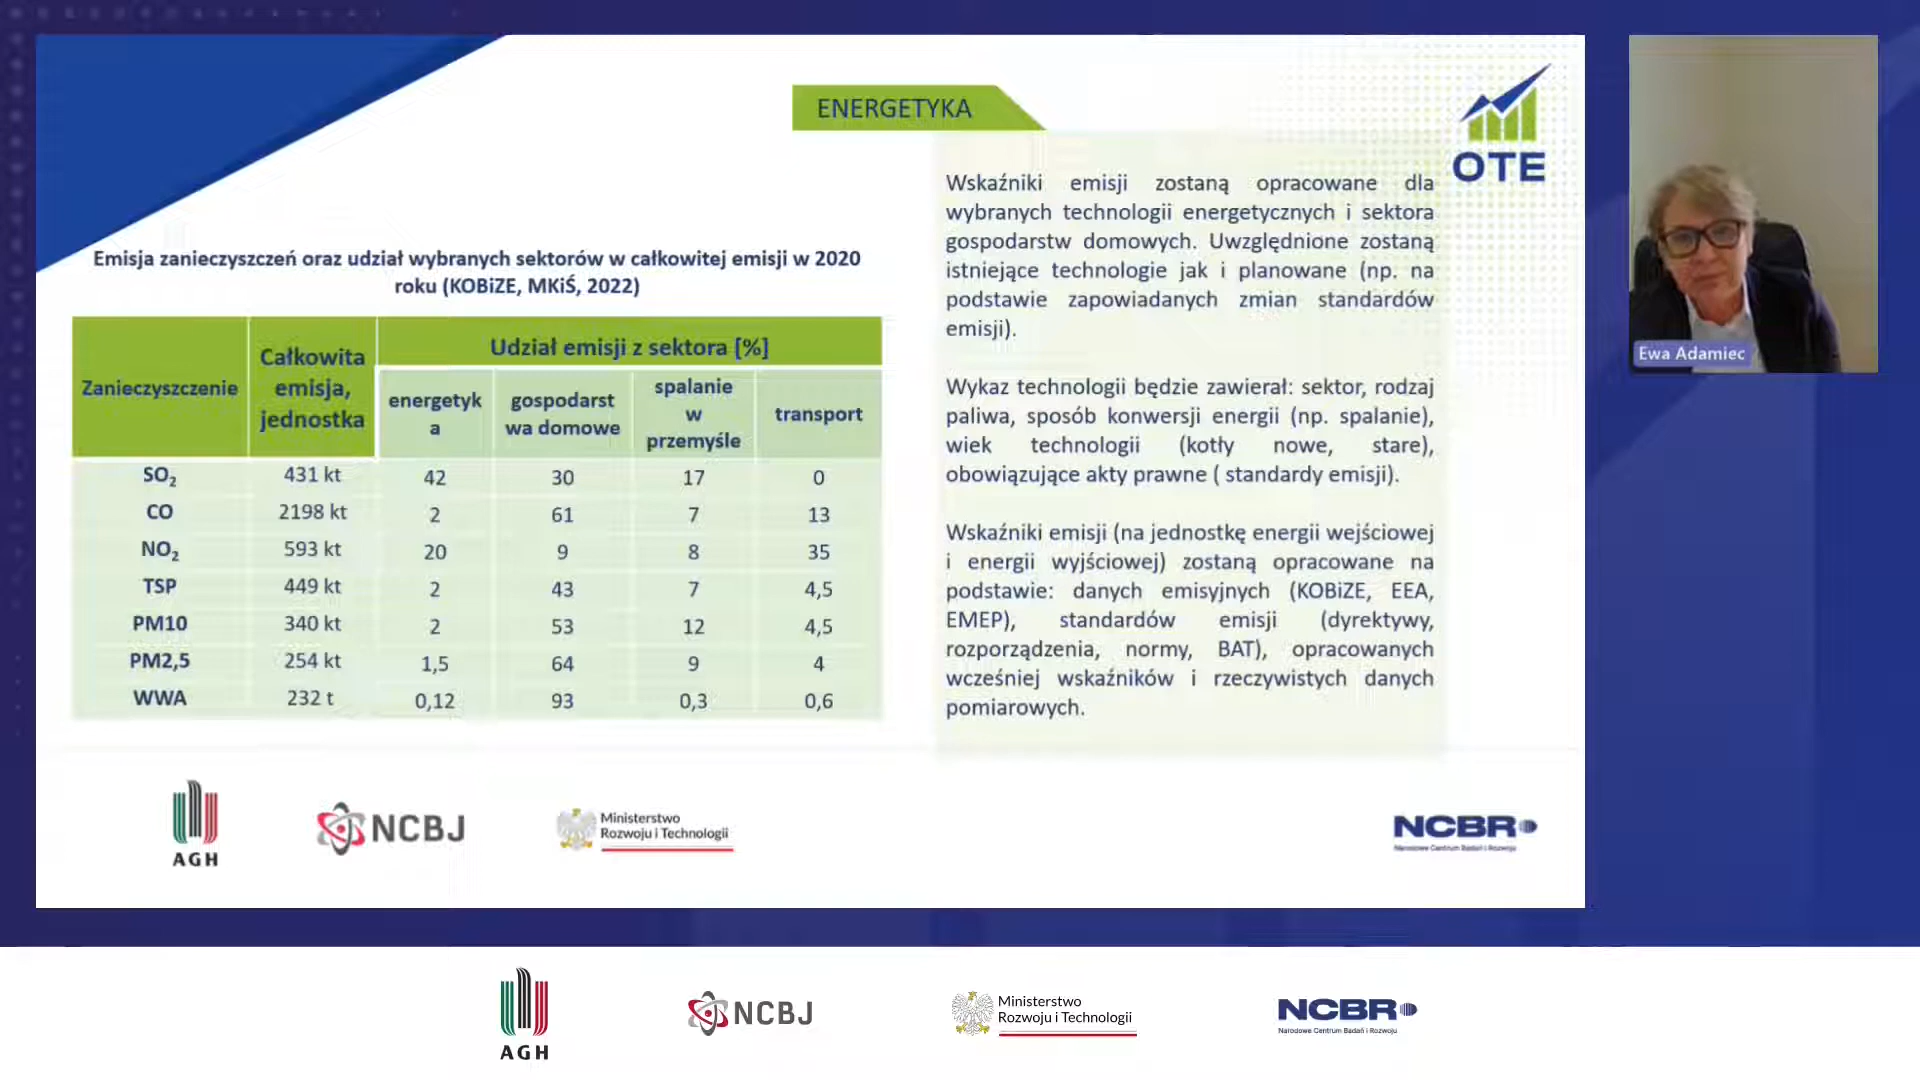 ENERGETYKA
OTE
Emisja zanieczyszczeń oraz udział wybranych sektorów w całkowitej emisji w 2020
roku (KOBiZE, MKiŚ, 2022)
Zanieczyszczenie
Całkowita
emisja,
jednostka
Udział emisji z sektora [%]
energetyk
a
gospodarst
wa domowe
spalanie
w
przemyśle
transport
SO₂ 431 kt 42 30 17 0
CO 2198 kt 2 61 7 13
NO₂ 593 kt 20 9 8 35
TSP 449 kt 2 43 7 4,5
PM10 340 kt 2 53 12 4,5
PM2,5 254 kt 1,5 64 9 4
WWA 232 t 0,12 93 0,3 0,6
Wskaźniki emisji zostaną opracowane dla
wybranych technologii energetycznych i sektora
gospodarstw domowych. Uwzględnione zostaną
istniejące technologie jak i planowane (np. na
podstawie zapowiadanych zmian standardów
emisji).
Wykaz technologii będzie zawierał: sektor, rodzaj
paliwa, sposób konwersji energii (np. spalanie),
wiek technologii (kotły nowe, stare),
obowiązujące akty prawne ( standardy emisji).
Wskaźniki emisji (na jednostkę energii wejściowej
i energii wyjściowej) zostaną opracowane na
podstawie: danych emisyjnych (KOBiZE, EEA,
EMEP), standardów emisji (dyrektywy,
rozporządzenia, normy, BAT), opracowanych
wcześniej wskaźników i rzeczywistych danych
pomiarowych.
Ewa Adamiec
AGH
NCBJ
Ministerstwo
Rozwoju i Technologii
NCBR
Narodowe Centrum Badań i Rozwoju
AGH
NCBJ
Ministerstwo
Rozwoju i Technologii
NCBR
Narodowe Centrum Badań i Rozwoju